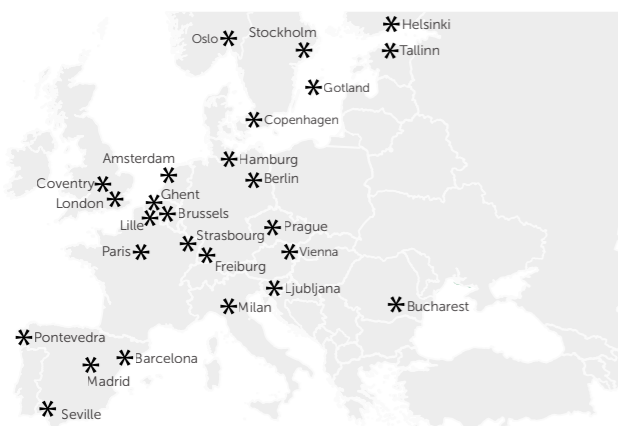 Helsinki
Stockholm
Oslo
Tallinn
Gotland
Copenhagen
Amsterdam
Hamburg
Berlin
Coventry
Ghent
London
Brussels
Lille
Prague
Strasbourg
Paris
Vienna
Freiburg
Ljubljana
Milan
Bucharest
Pontevedra
Barcelona
Madrid
Seville